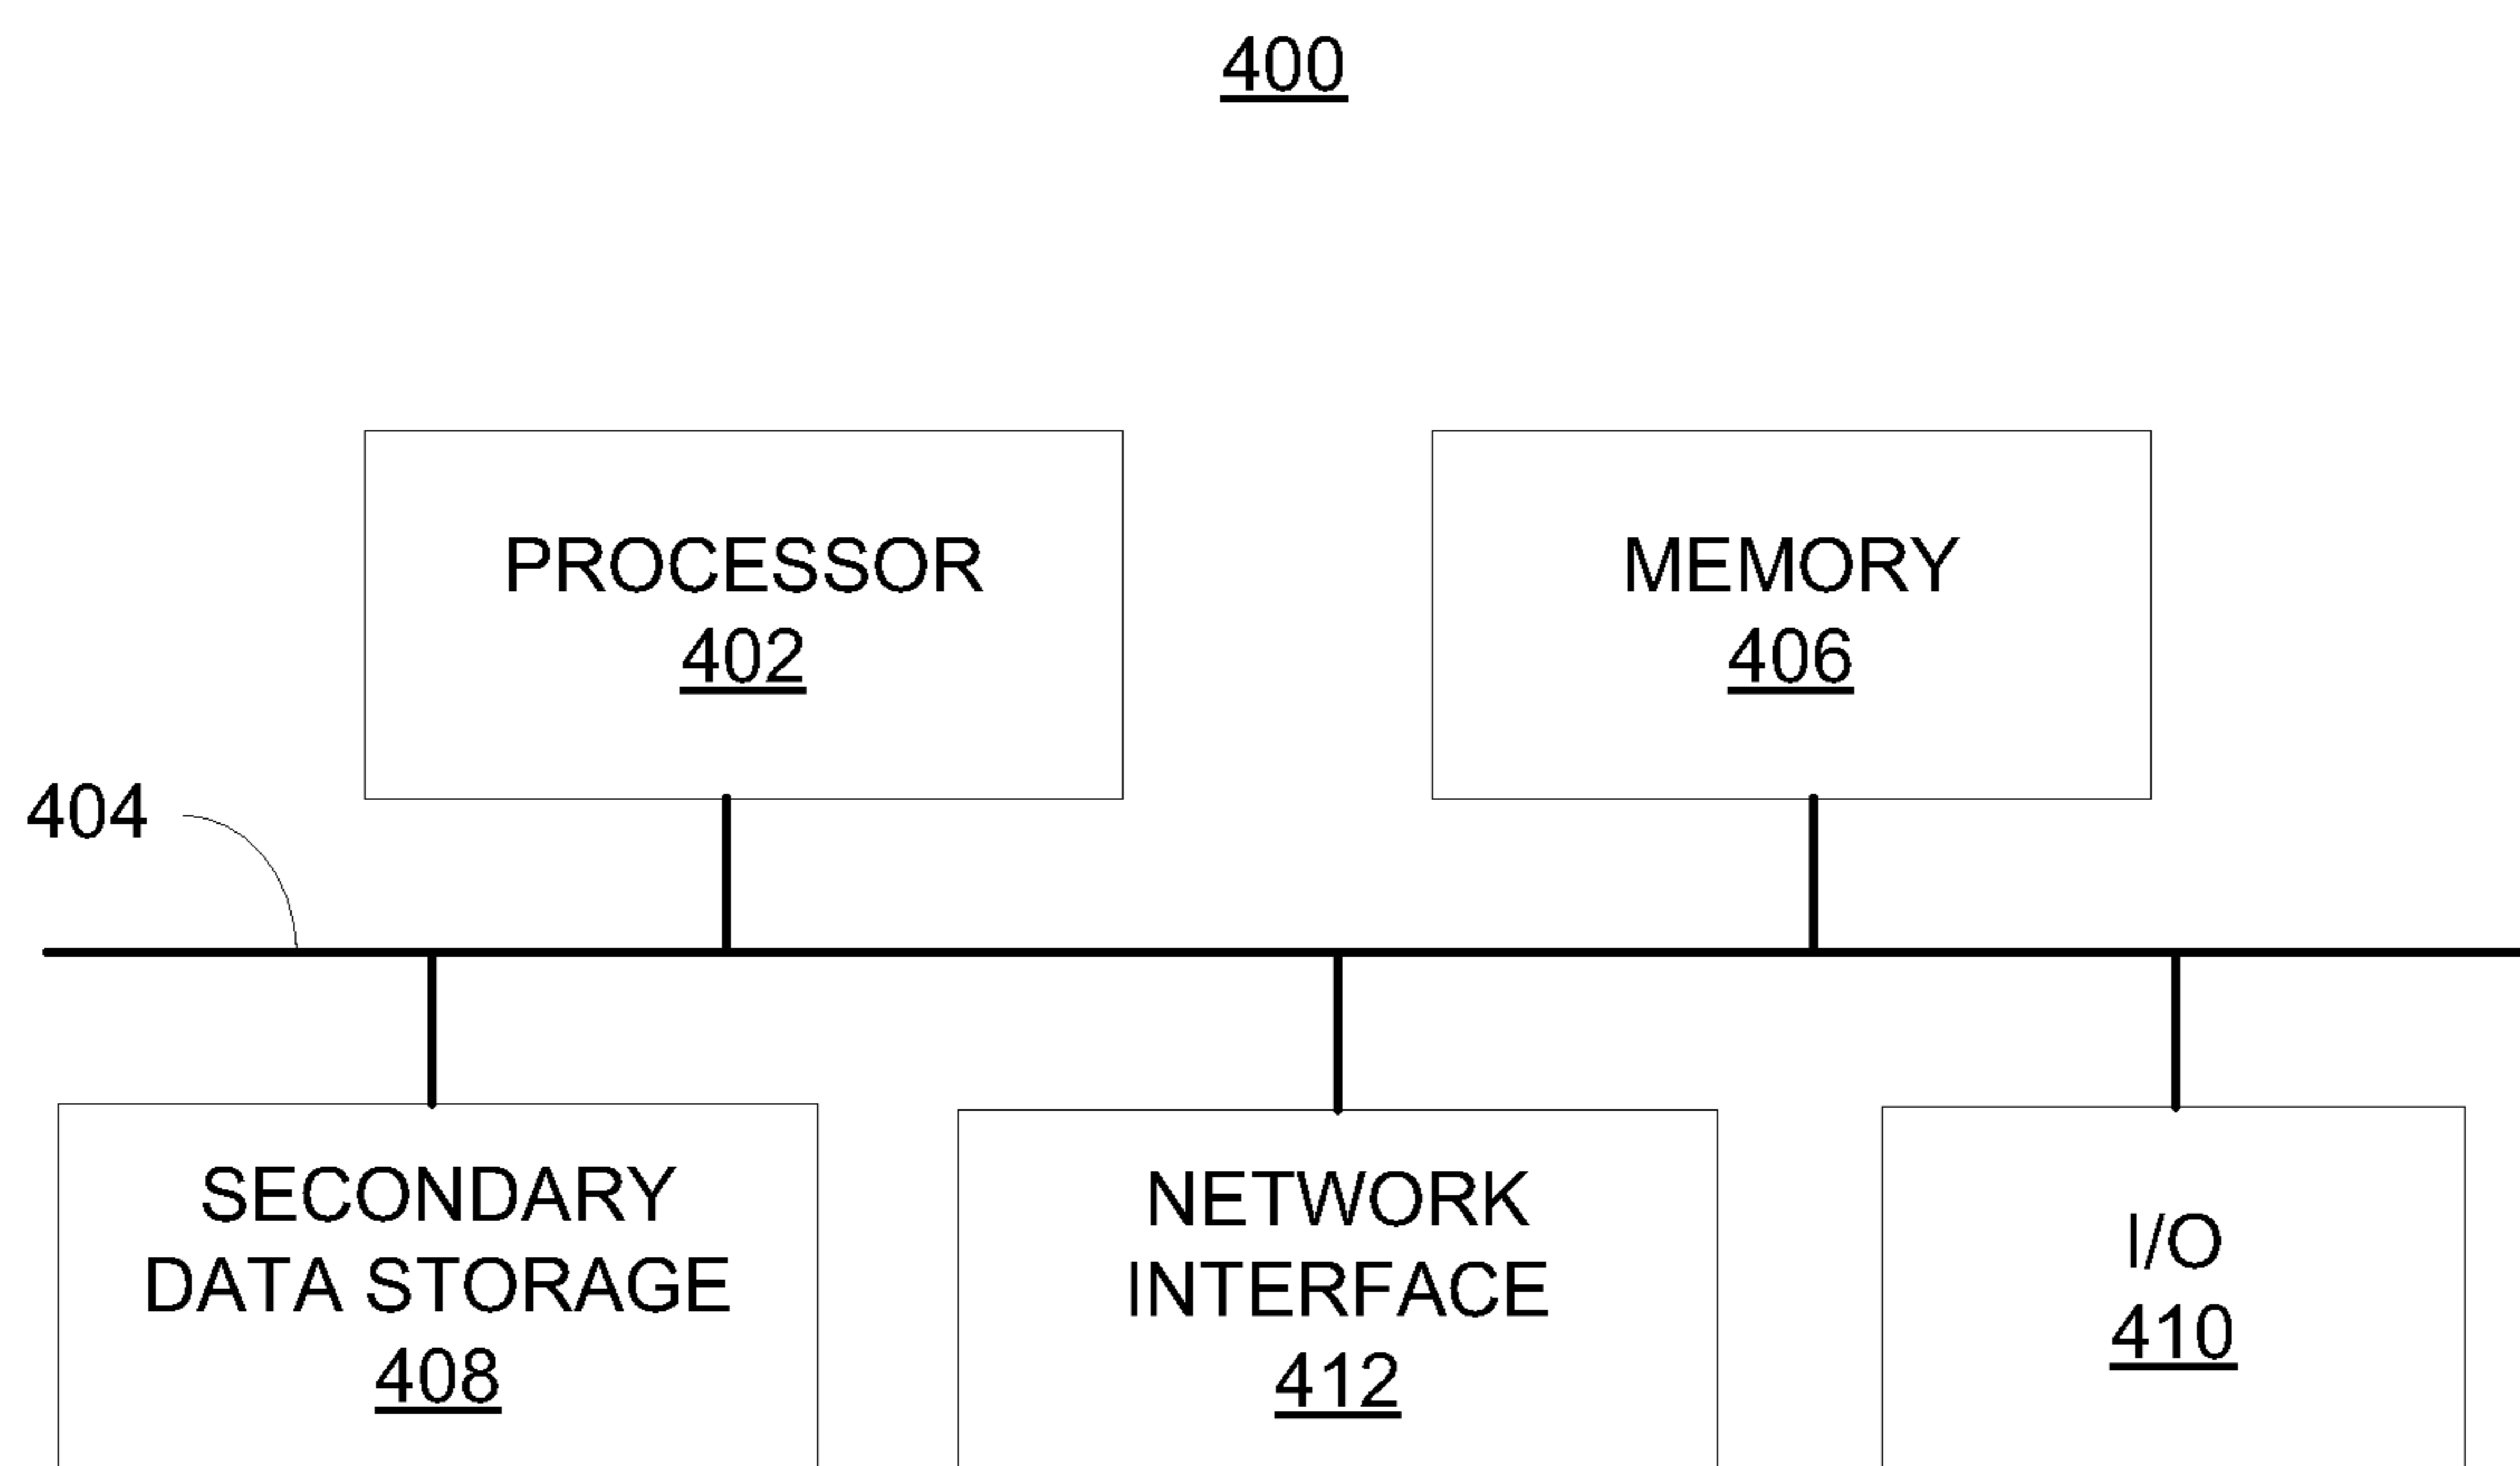 400
PROCESSOR
402
MEMORY
406
404
SECONDARY
DATA STORAGE
408
NETWORK
INTERFACE
412
I/O
410